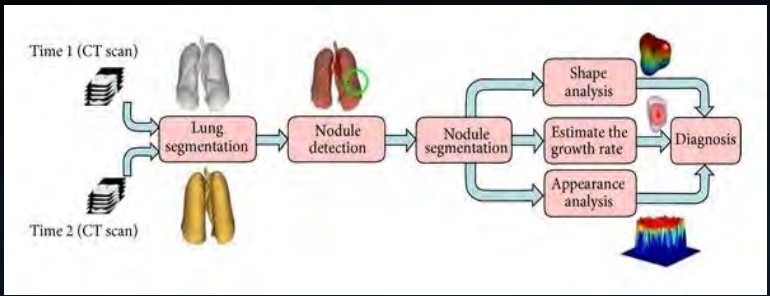 Time 1 (CT scan)
Lung
segmentation
Time 2 (CT scan)
Nodule
detection
Nodule
segmentation
Shape
analysis
Estimate the
growth rate
Appearance
analysis
Diagnosis